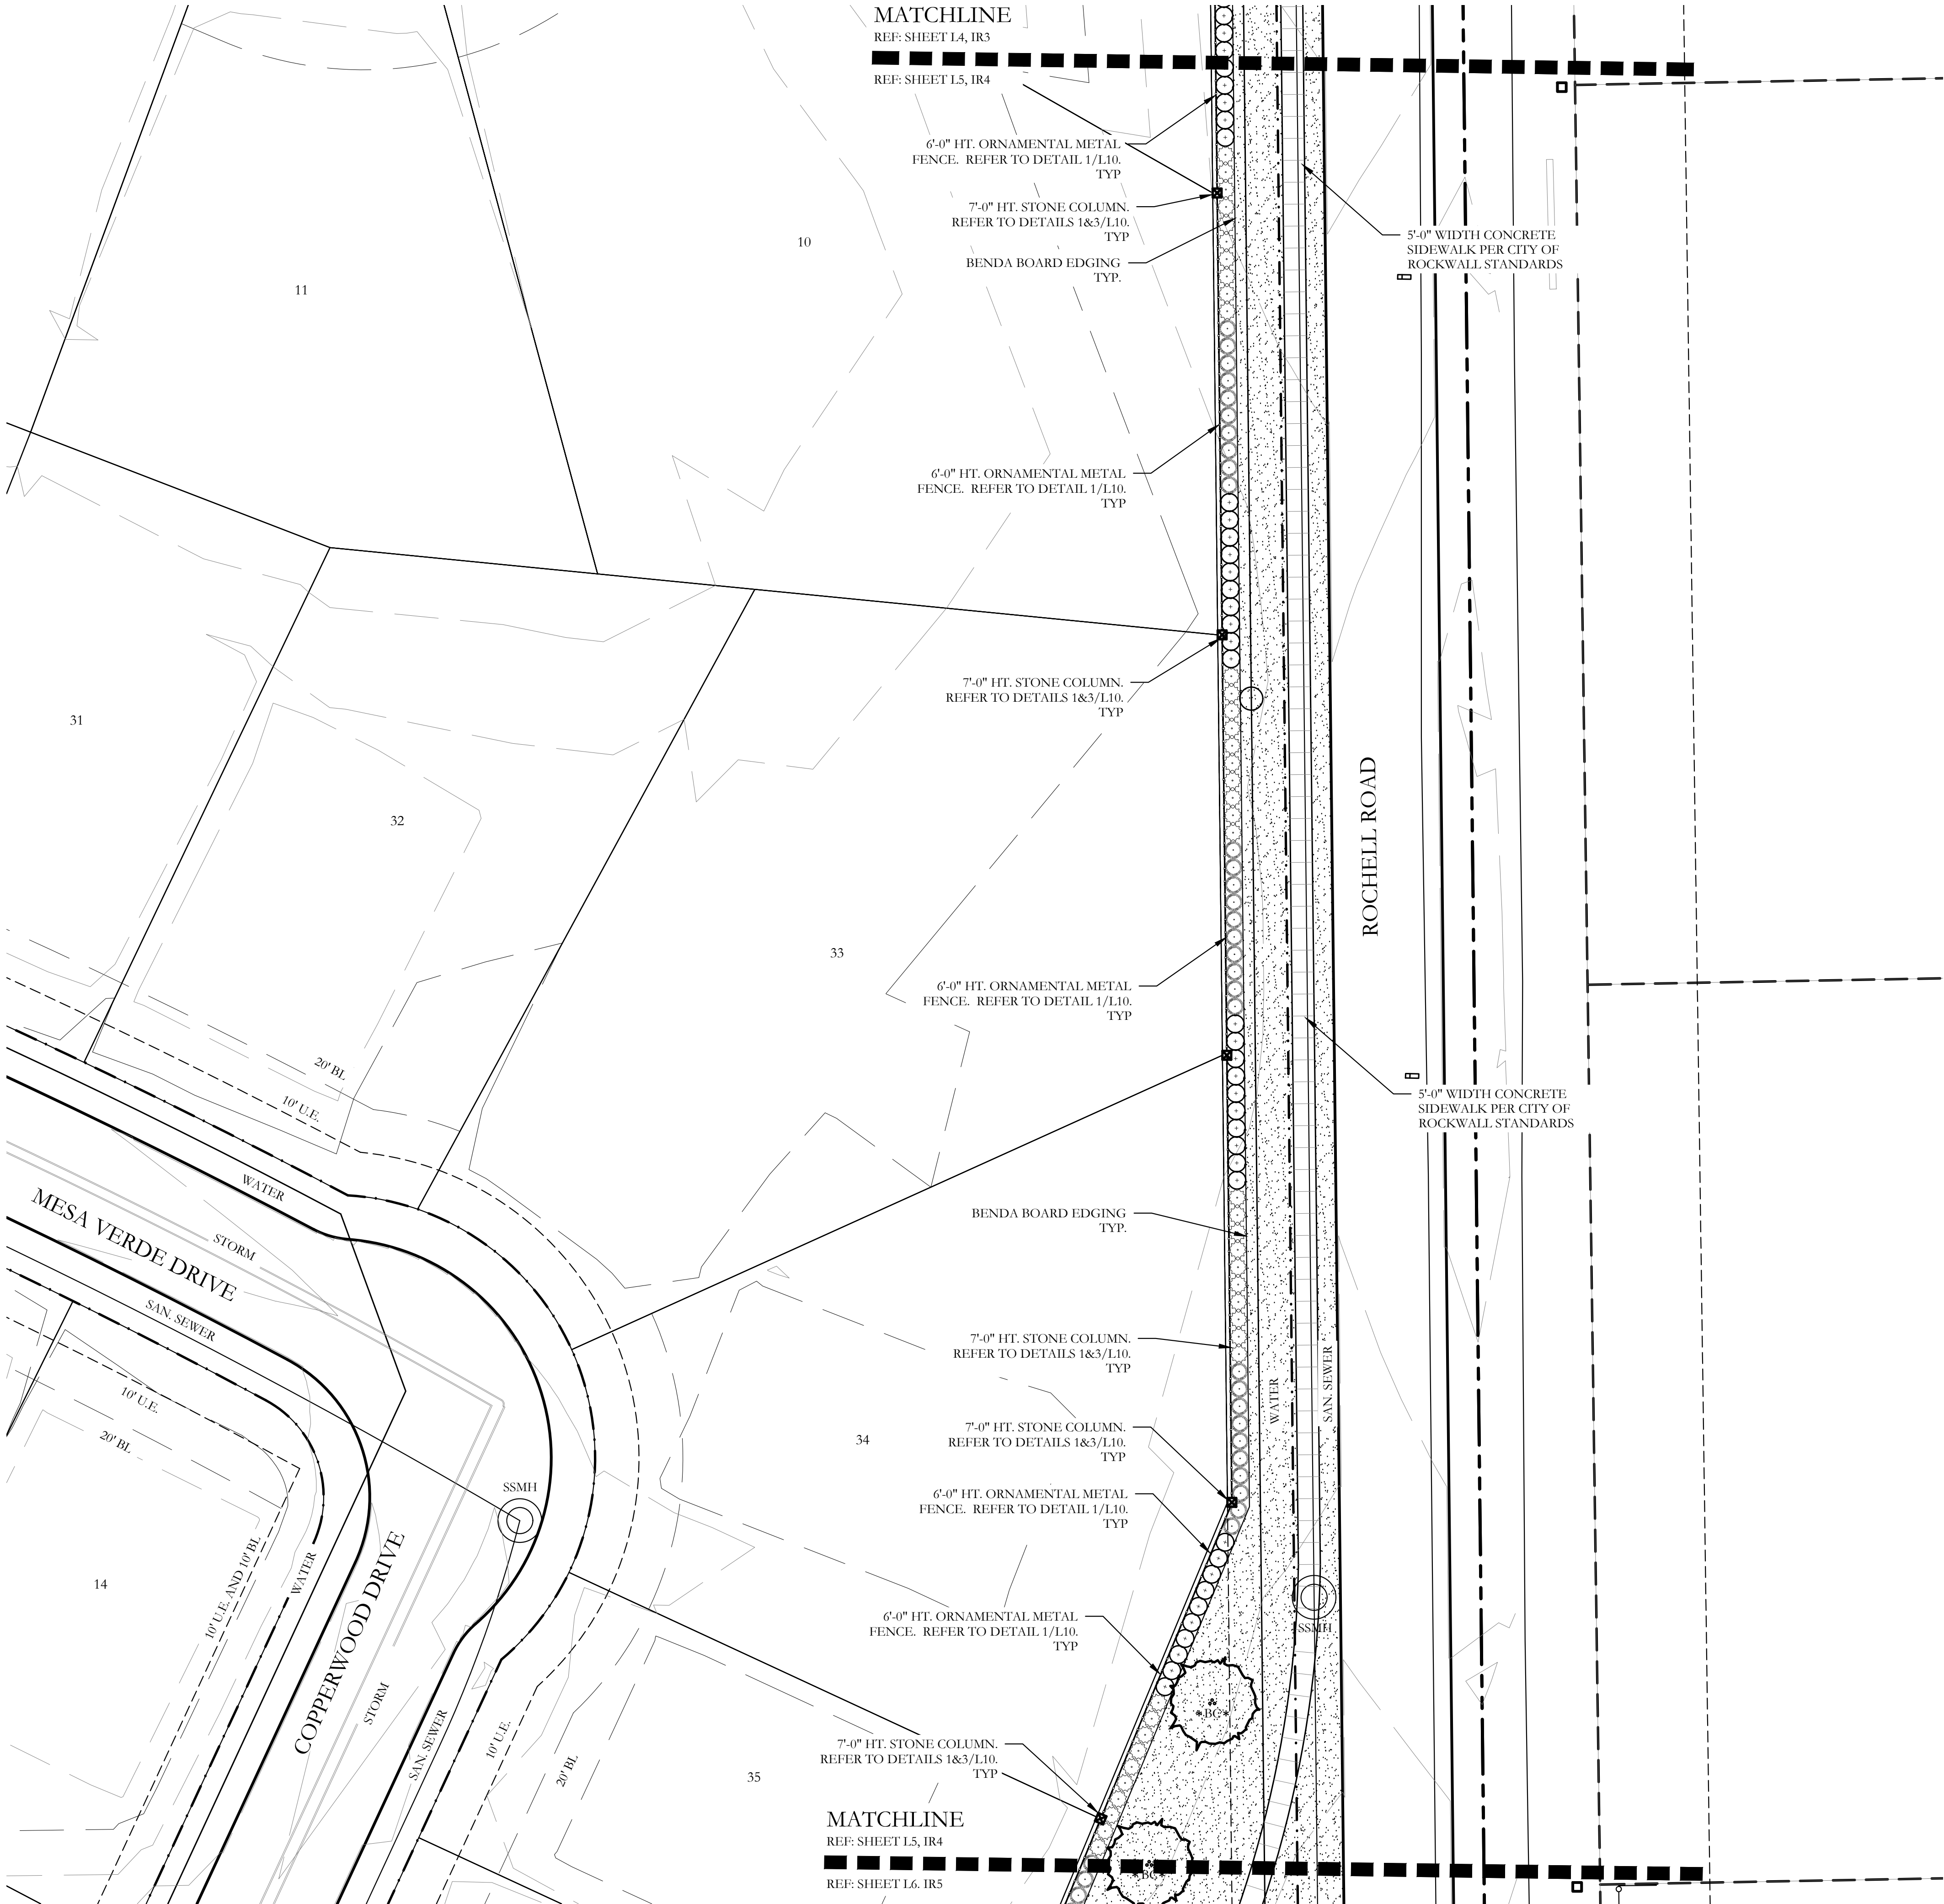 MATCHLINE
REF: SHEET L4, IR3
REF: SHEET L5, IR4
6'-0" HT. ORNAMENTAL METAL
FENCE. REFER TO DETAIL 1/L10.
TYP
7'-0" HT. STONE COLUMN.
REFER TO DETAILS 1&3/L10.
TYP
BENDA BOARD EDGING
TYP.
5'-0" WIDTH CONCRETE
SIDEWALK PER CITY OF
ROCKWALL STANDARDS
10
11
6'-0" HT. ORNAMENTAL METAL
FENCE. REFER TO DETAIL 1/L10.
TYP
7'-0" HT. STONE COLUMN.
REFER TO DETAILS 1&3/L10.
TYP
31
32
33
ROCHELL ROAD
6'-0" HT. ORNAMENTAL METAL
FENCE. REFER TO DETAIL 1/L10.
TYP
20' BL
10' U.E.
5'-0" WIDTH CONCRETE
SIDEWALK PER CITY OF
ROCKWALL STANDARDS
WATER
MESA VERDE DRIVE
STORM
SAN. SEWER
BENDA BOARD EDGING
TYP.
7'-0" HT. STONE COLUMN.
REFER TO DETAILS 1&3/L10.
TYP
WATER
SAN. SEWER
10' U.E.
20' BL
34
7'-0" HT. STONE COLUMN.
REFER TO DETAILS 1&3/L10.
TYP
SSMH
6'-0" HT. ORNAMENTAL METAL
FENCE. REFER TO DETAIL 1/L10.
TYP
14
10' U.E. AND 10' BL
WATER
COPPERWOOD DRIVE
STORM
SAN. SEWER
10' U.E.
20' BL
6'-0" HT. ORNAMENTAL METAL
FENCE. REFER TO DETAIL 1/L10.
TYP
SSMH
BC
7'-0" HT. STONE COLUMN.
REFER TO DETAILS 1&3/L10.
TYP
35
MATCHLINE
REF: SHEET L5, IR4
REF: SHEET L6. IR5
BC